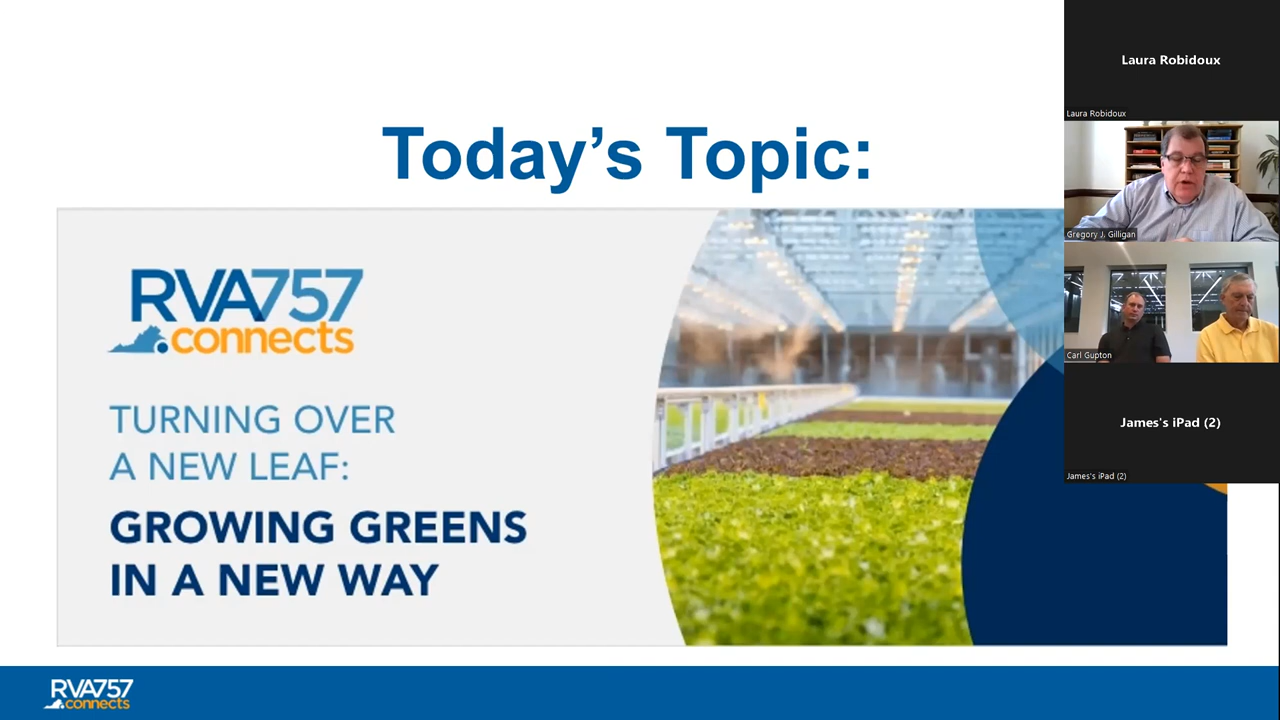 Today's Topic:
RVA757
connects
TURNING OVER
A NEW LEAF:
GROWING GREENS
IN A NEW WAY
RVA757
connects
Laura Robidoux
Laura Robidoux
Gregory J. Gilligan
Carl Gupton
James's iPad (2)
James's iPad (2)